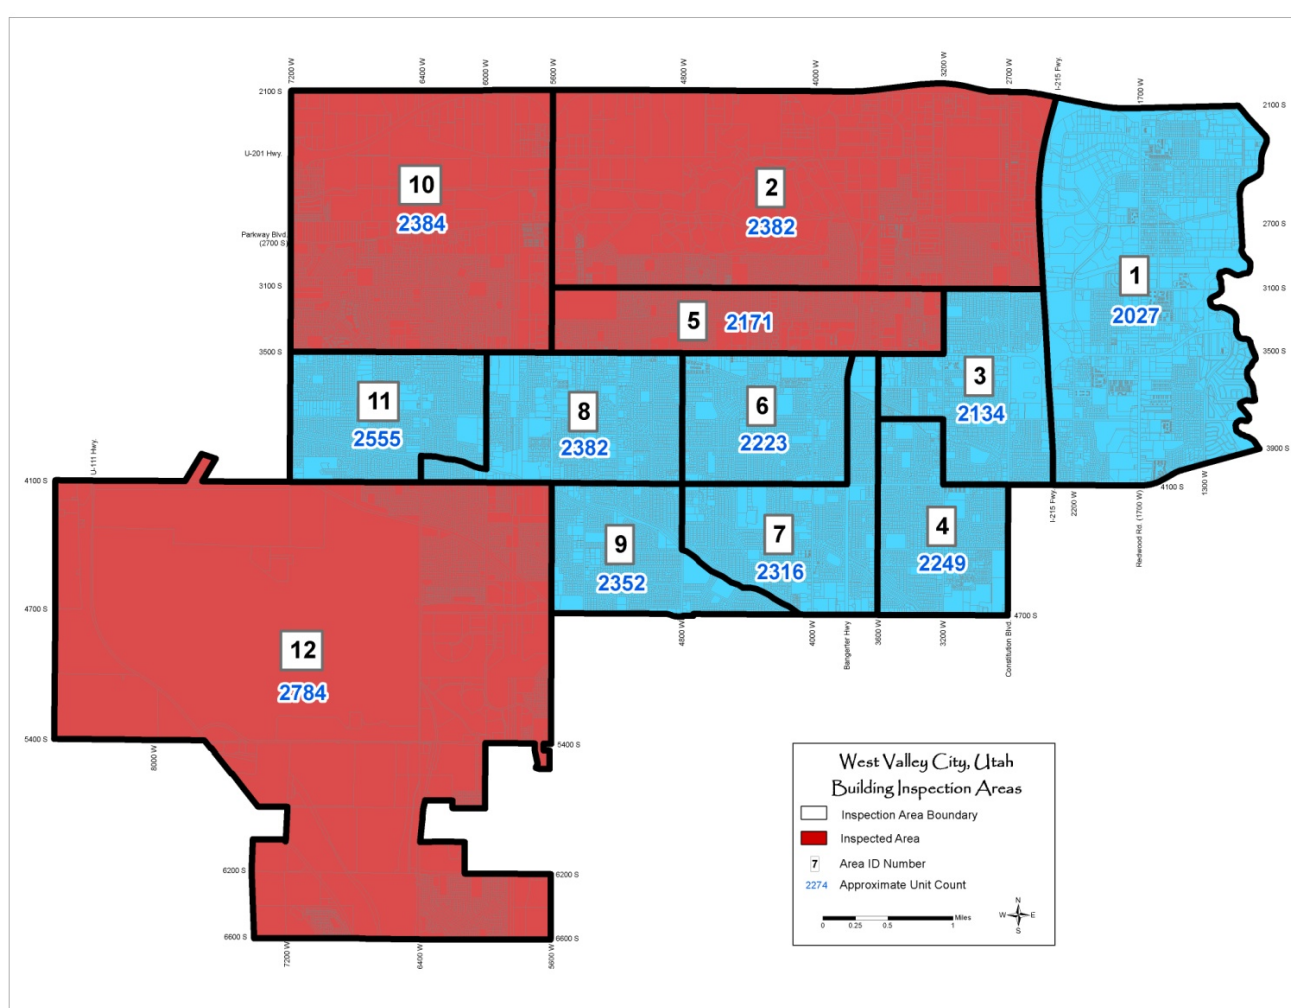 7200 W
6400 W
6000 W
5600 W
4800 W
4000 W
3200 W
2700 W
I-215 Fwy.
1700 W
2100 S
2100 S
U-201 Hwy.
10
2384
2
2382
Parkway Blvd.
(2700 S)
2700 S
1
2027
3100 S
3100 S
5
2171
3500 S
3500 S
11
2555
8
2382
6
2223
3
2134
U-111 Hwy.
3900 S
4100 S
4100 S
1300 W
I-215 Fwy.
2200 W
Redwood Rd. (1700 W)
9
2352
7
2316
4
2249
4700 S
4700 S
4800 W
4000 W
Bangerter Hwy.
3600 W
3200 W
Constitution Blvd.
12
2784
5400 S
5400 S
8000 W
West Valley City, Utah
Building Inspection Areas
Inspection Area Boundary
Inspected Area
7 Area ID Number
2274 Approximate Unit Count
0 0.25 0.5 1 Miles
N
W E
S
6200 S
6200 S
6600 S
6600 S
7200 W
6400 W
5600 W